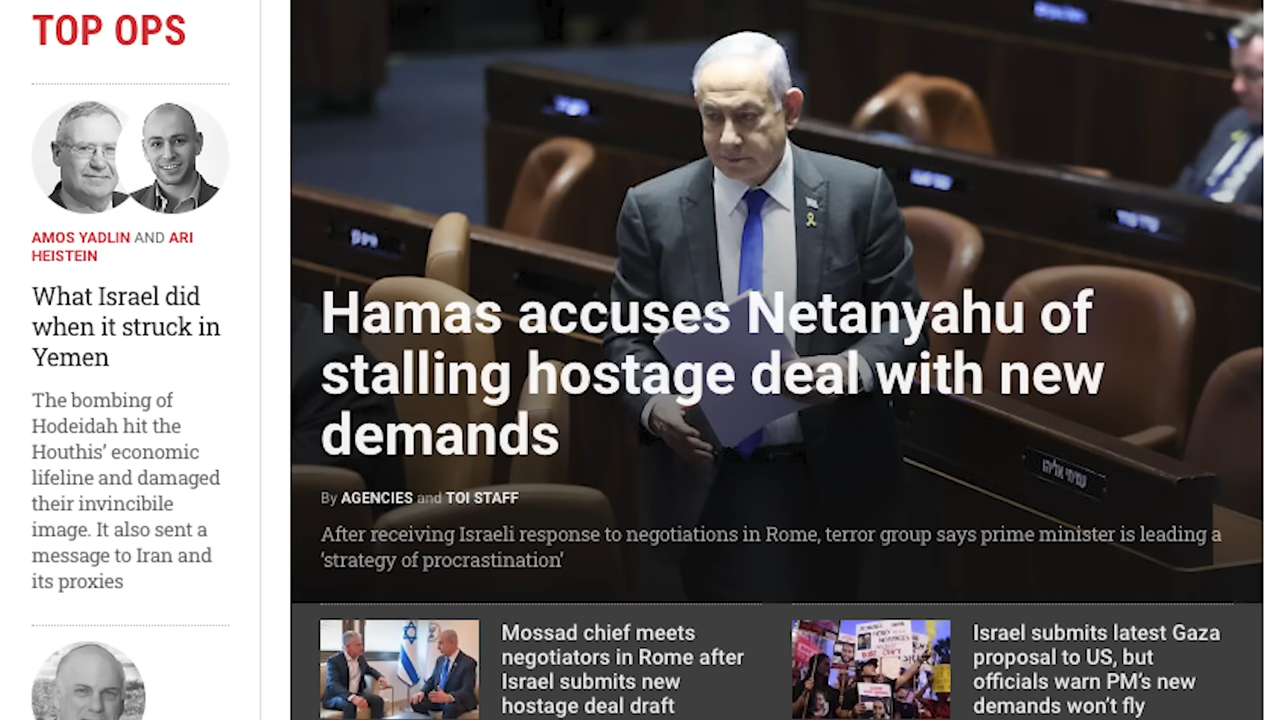 TOP OPS
AMOS YADLIN AND ARI
HEISTEIN
What Israel did
when it struck in
Yemen
The bombing of
Hodeidah hit the
Houthis’ economic
lifeline and damaged
their invincible
image. It also sent a
message to Iran and
its proxies
Hamas accuses Netanyahu of
stalling hostage deal with new
demands
By AGENCIES and TOI STAFF
After receiving Israeli response to negotiations in Rome, terror group says prime minister is leading a
‘strategy of procrastination’
Mossad chief meets
negotiators in Rome after
Israel submits new
hostage deal draft
Israel submits latest Gaza
proposal to US, but
officials warn PM’s new
demands won’t fly